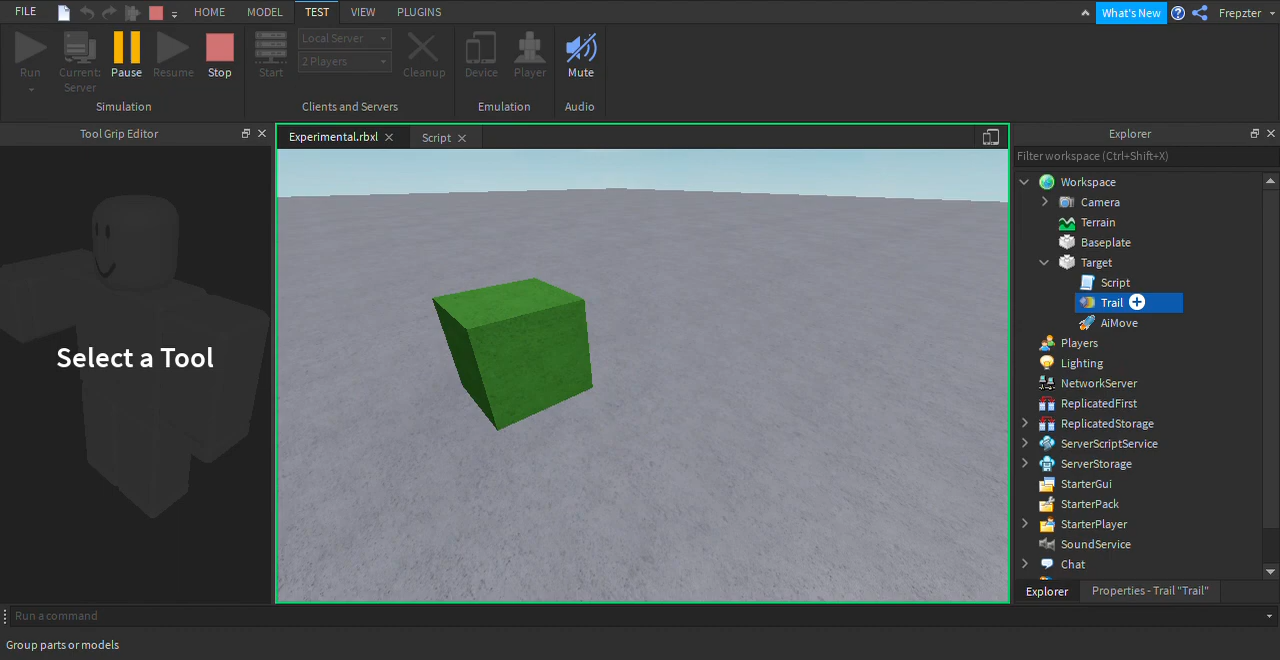 FILE HOME MODEL TEST VIEW PLUGINS What's New Frepzter
Run Current: Server Pause Resume Stop
Simulation
Local Server
2 Players
Start Cleanup
Clients and Servers
Device Player
Emulation
Mute
Audio
Tool Grip Editor
Select a Tool
Experimental.rbxl Script
Explorer
Filter workspace (Ctrl+Shift+X)
Workspace
Camera
Terrain
Baseplate
Target
Script
Trail
AiMove
Players
Lighting
NetworkServer
ReplicatedFirst
ReplicatedStorage
ServerScriptService
ServerStorage
StarterGui
StarterPack
StarterPlayer
SoundService
Chat
Explorer Properties - Trail "Trail"
Run a command
Group parts or models